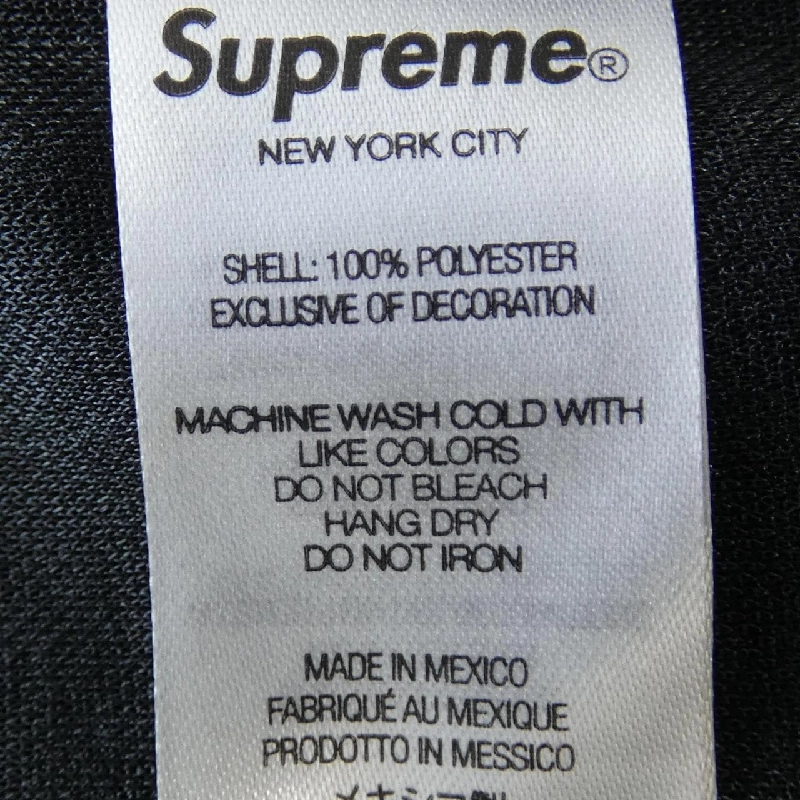 Supreme®
NEW YORK CITY
SHELL: 100% POLYESTER
EXCLUSIVE OF DECORATION
MACHINE WASH COLD WITH
LIKE COLORS
DO NOT BLEACH
HANG DRY
DO NOT IRON
MADE IN MEXICO
FABRIQUÉ AU MEXIQUE
PRODOTTO IN MESSICO